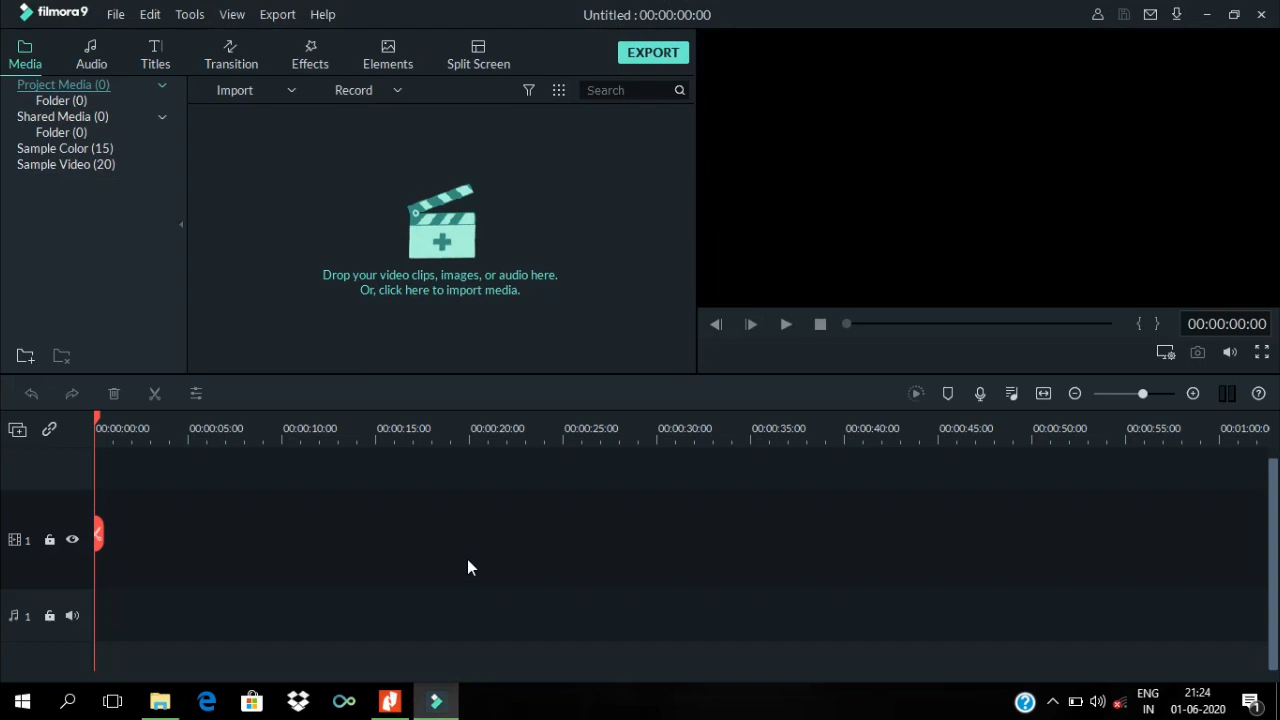 filmora9 File Edit Tools View Export Help Untitled : 00:00:00:00
Media Audio Titles Transition Effects Elements Split Screen EXPORT
Project Media (0) Import Record Search
Folder (0)
Shared Media (0)
Folder (0)
Sample Color (15)
Sample Video (20)
Drop your video clips, images, or audio here.
Or, click here to import media.
{ } 00:00:00:00
00:00:00:00 00:00:05:00 00:00:10:00 00:00:15:00 00:00:20:00 00:00:25:00 00:00:30:00 00:00:35:00 00:00:40:00 00:00:45:00 00:00:50:00 00:00:55:00 00:01:00:0
1
1
ENG 21:24
IN 01-06-2020 1